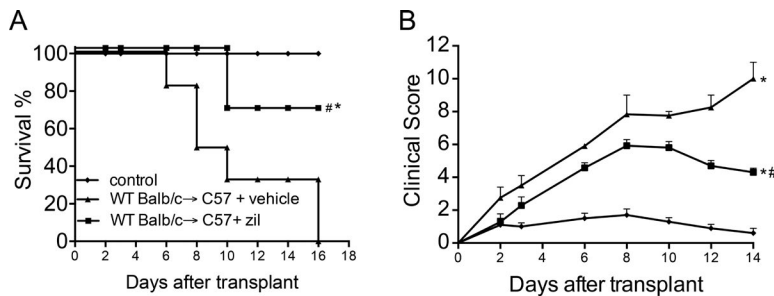 A
Survival %
100
80
60
40
20
0
#*
control
WT Balb/c→ C57 + vehicle
WT Balb/c→ C57+ zil
0 2 4 6 8 10 12 14 16 18
Days after transplant
B
Clinical Score
12
10
8
6
4
2
0
*
*#
0 2 4 6 8 10 12 14
Days after transplant